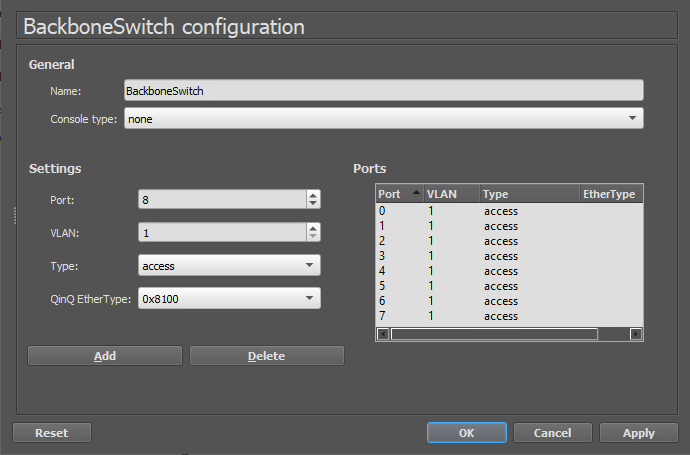 BackboneSwitch configuration
General
Name: BackboneSwitch
Console type: none
Settings
Port: 8
VLAN: 1
Type: access
QinQ EtherType: 0x8100
Add Delete
Ports
Port VLAN Type EtherType
0 1 access
1 1 access
2 1 access
3 1 access
4 1 access
5 1 access
6 1 access
7 1 access
Reset OK Cancel Apply